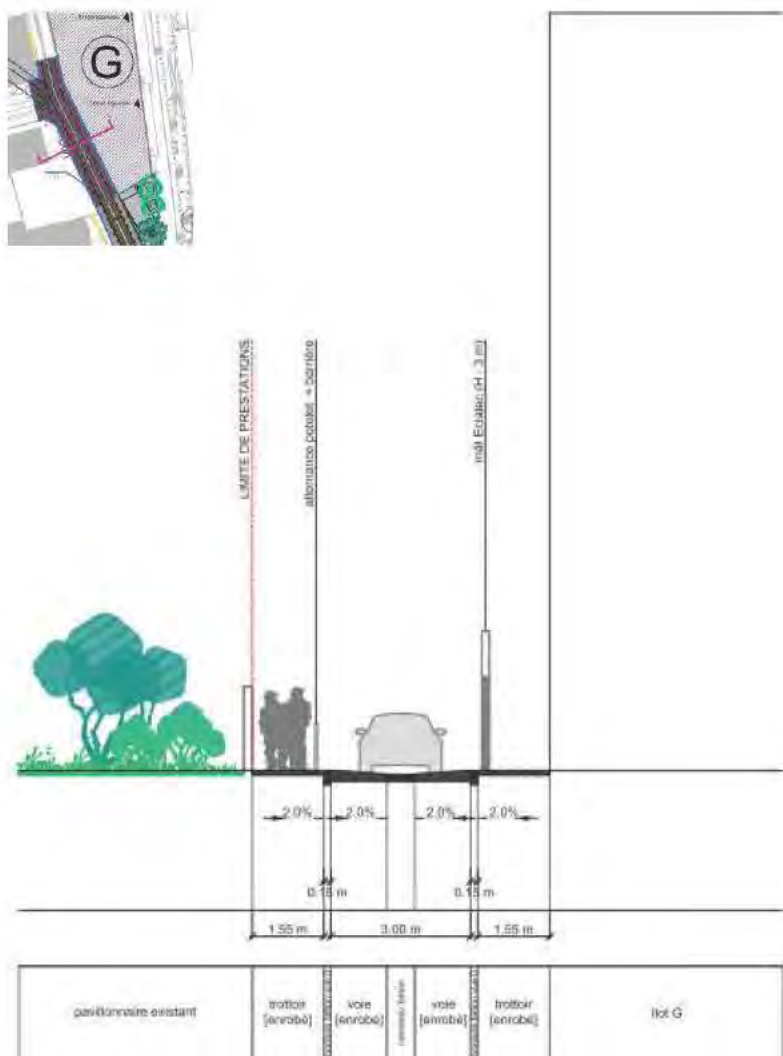 G
LIMITE DE PRESTATIONS
alternance potelet + barrière
mât Eclatec (H : 3 m)
2.0% 2.0% 2.0% 2.0%
0.15 m 0.15 m
1.55 m 3.00 m 1.55 m
pavillonnaire existant
trottoir
[enrobé]
voie
[enrobé]
voie
[enrobé]
trottoir
[enrobé]
Ilot G